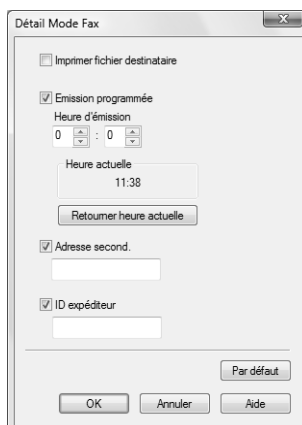 Détail Mode Fax
Imprimer fichier destinataire
Emission programmée
Heure d'émission
0 : 0
Heure actuelle
11:38
Retourner heure actuelle
Adresse second.
ID expéditeur
Par défaut
OK Annuler Aide